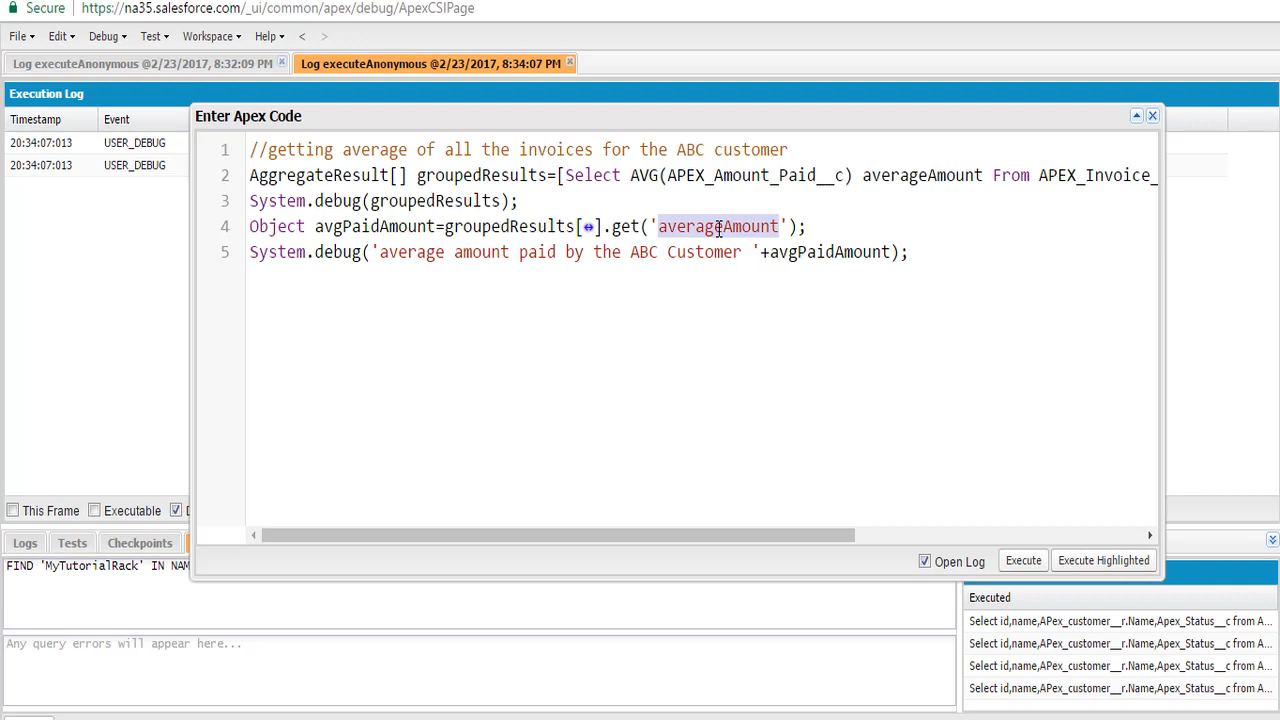 Secure https://na35.salesforce.com/_ui/common/apex/debug/ApexCSIPage
File Edit Debug Test Workspace Help < >
Log executeAnonymous @2/23/2017, 8:32:09 PM Log executeAnonymous @2/23/2017, 8:34:07 PM
Execution Log
Timestamp Event
20:34:07:013 USER_DEBUG
20:34:07:013 USER_DEBUG
Enter Apex Code
1 //getting average of all the invoices for the ABC customer
2 AggregateResult[] groupedResults=[Select AVG(APEX_Amount_Paid__c) averageAmount From APEX_Invoice_
3 System.debug(groupedResults);
4 Object avgPaidAmount=groupedResults[↔].get('averageAmount');
5 System.debug('average amount paid by the ABC Customer '+avgPaidAmount);
Open Log Execute Execute Highlighted
This Frame Executable
Logs Tests Checkpoints
FIND 'MyTutorialRack' IN NAM
Any query errors will appear here...
Executed
Select id,name,APex_customer__r.Name,Apex_Status__c from A...
Select id,name,APex_customer__r.Name,Apex_Status__c from A...
Select id,name,APex_customer__r.Name,Apex_Status__c from A...
Select id,name,APex_customer__r.Name,Apex_Status__c from A...